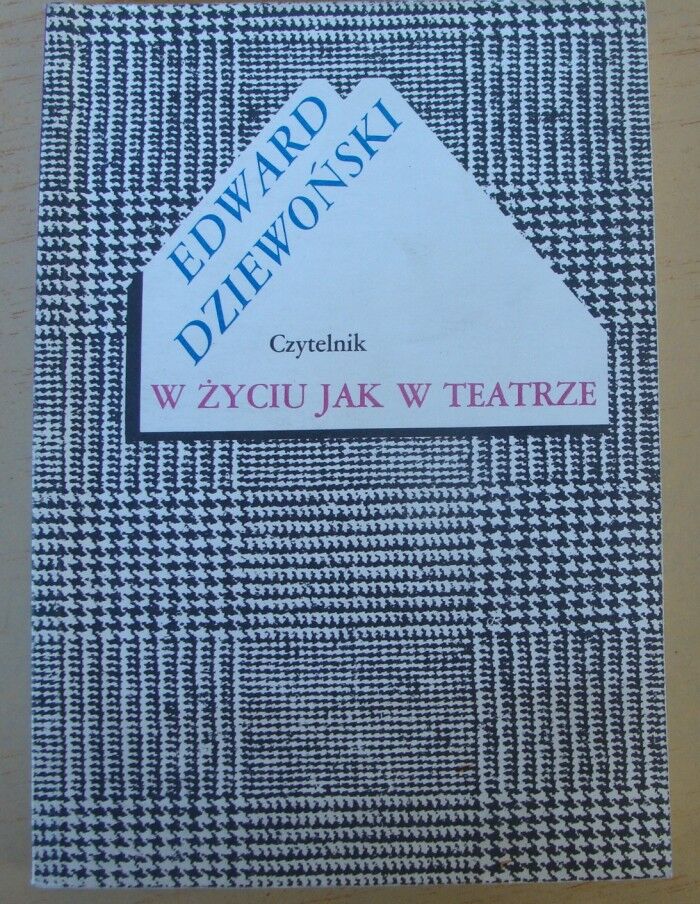 EDWARD
DZIEWOŃSKI
Czytelnik
W ŻYCIU JAK W TEATRZE